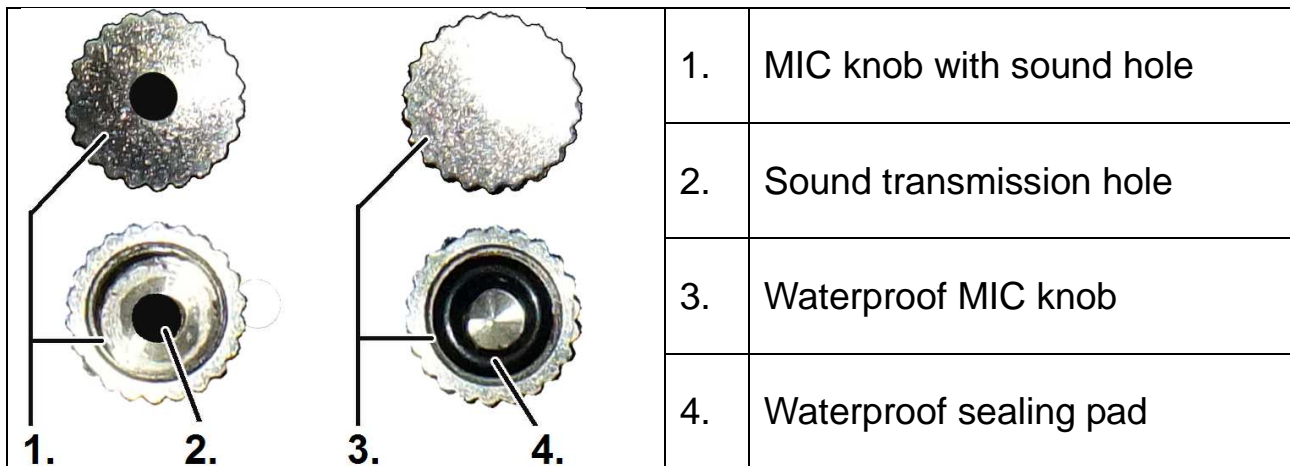 1. MIC knob with sound hole
2. Sound transmission hole
3. Waterproof MIC knob
4. Waterproof sealing pad
1. 2. 3. 4.